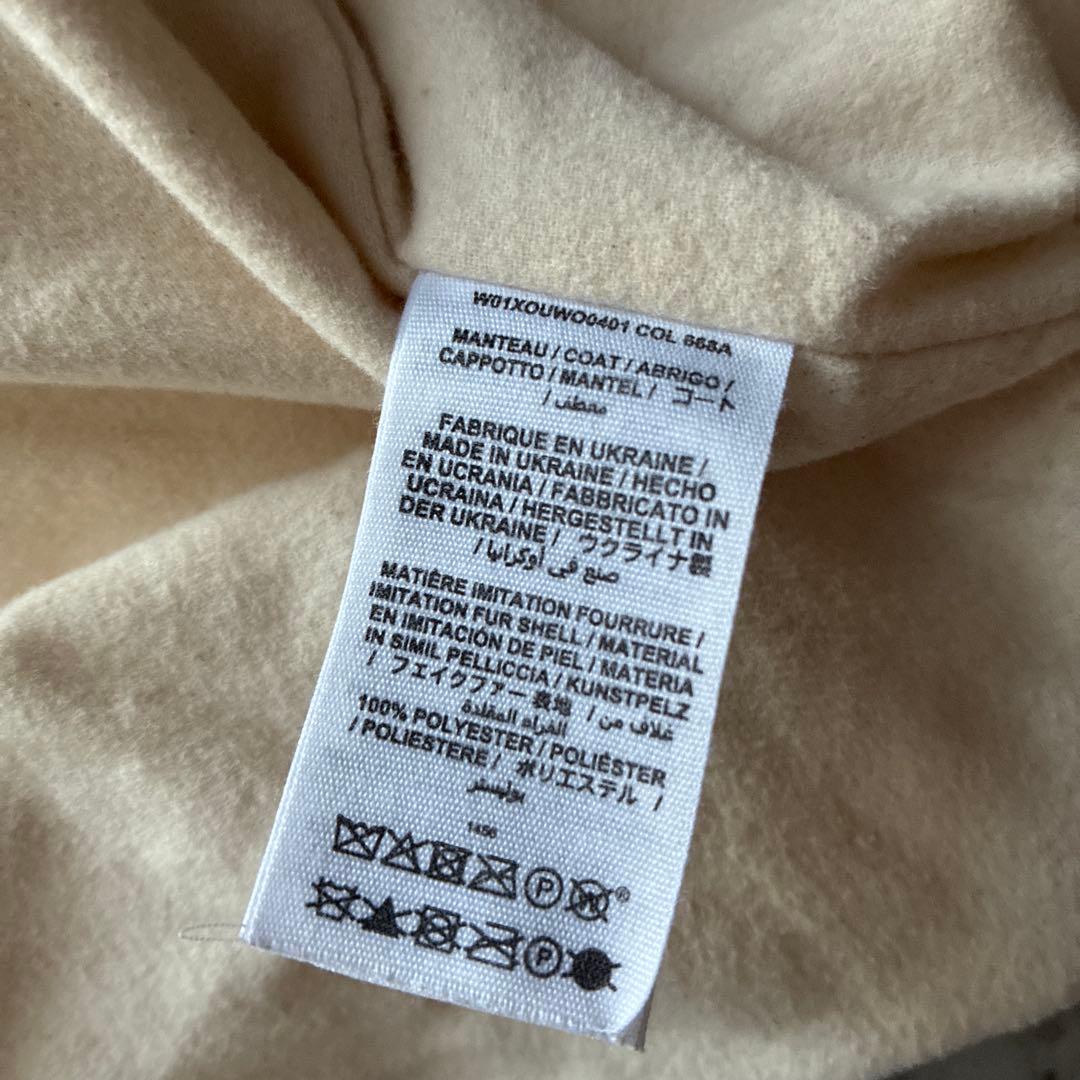 W01XOUWO0401 COL 668A
MANTEAU / COAT / ABRIGO /
CAPPOTTO / MANTEL / コート
/ معطف
FABRIQUE EN UKRAINE /
MADE IN UKRAINE / HECHO
EN UCRANIA / FABBRICATO IN
UCRAINA / HERGESTELLT IN
DER UKRAINE / ウクライナ製
/ صنع في أوكرانيا
MATIÈRE IMITATION FOURRURE /
IMITATION FUR SHELL / MATERIAL
EN IMITACIÓN DE PIEL / MATERIA
IN SIMIL PELLICCIA / KUNSTPELZ
/ フェイクファー 表地 / غلاف من
الفراء المقلدة
100% POLYESTER / POLIÉSTER
/ POLIESTERE / ポリエステル /
بوليستر
1456
P W ®
P